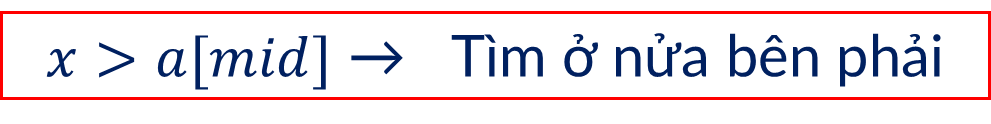 x > a[mid] → Tìm ở nửa bên phải